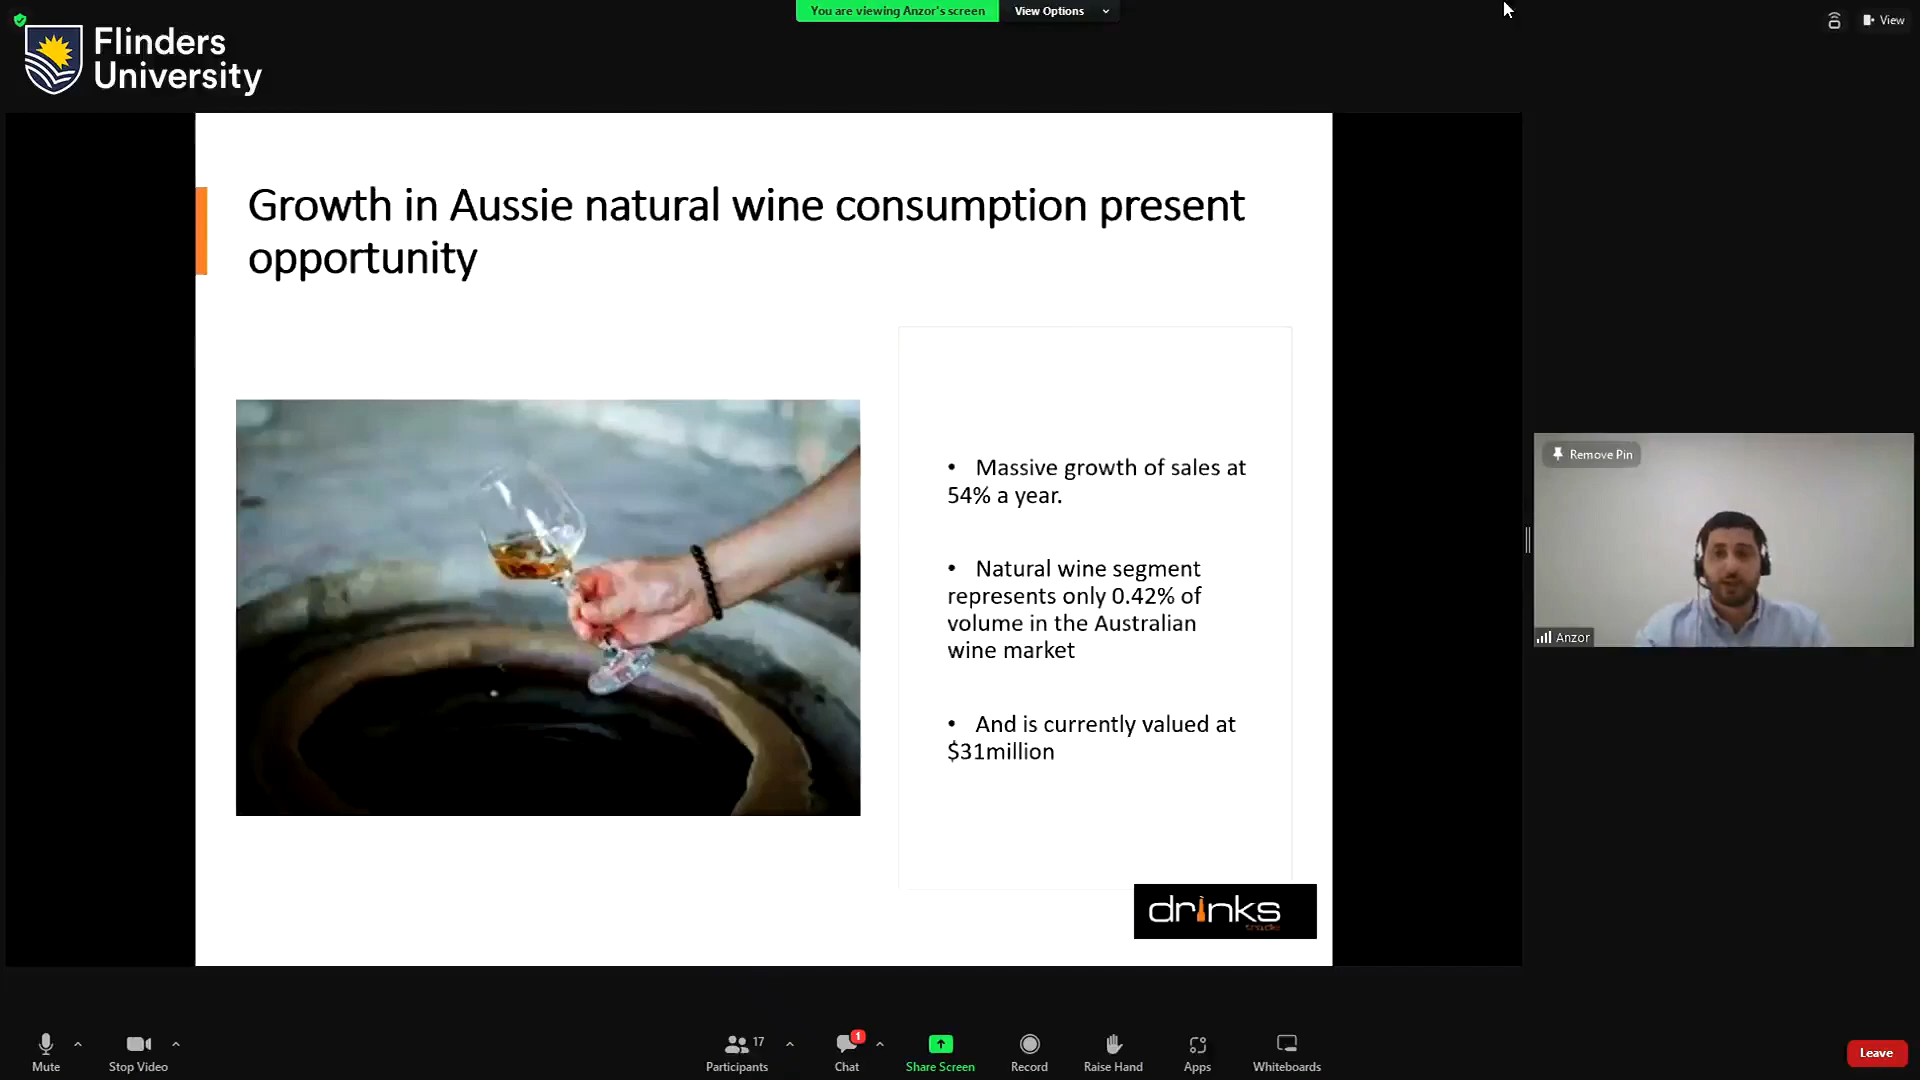 You are viewing Anzor's screen
View Options
View
Flinders
University
Growth in Aussie natural wine consumption present
opportunity
• Massive growth of sales at
54% a year.
• Natural wine segment
represents only 0.42% of
volume in the Australian
wine market
• And is currently valued at
$31million
drinks
trade
Remove Pin
Anzor
Mute
Stop Video
17
Participants
1
Chat
Share Screen
Record
Raise Hand
Apps
Whiteboards
Leave